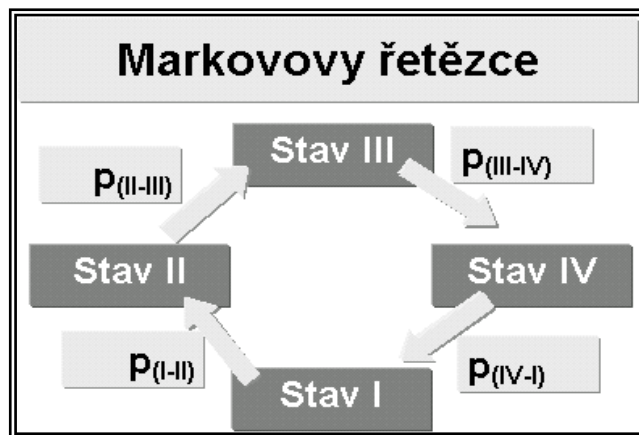 Markovovy řetězce
Stav III
p(II-III)
p(III-IV)
Stav II
Stav IV
p(I-II)
p(IV-I)
Stav I